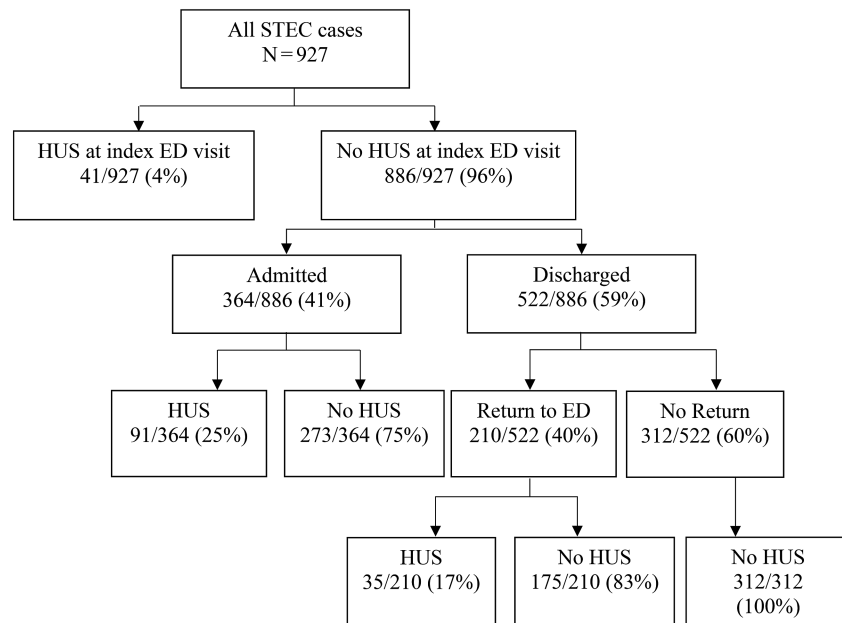 All STEC cases
N=927
HUS at index ED visit
41/927 (4%)
No HUS at index ED visit
886/927 (96%)
Admitted
364/886 (41%)
Discharged
522/886 (59%)
HUS
91/364 (25%)
No HUS
273/364 (75%)
Return to ED
210/522 (40%)
No Return
312/522 (60%)
HUS
35/210 (17%)
No HUS
175/210 (83%)
No HUS
312/312
(100%)